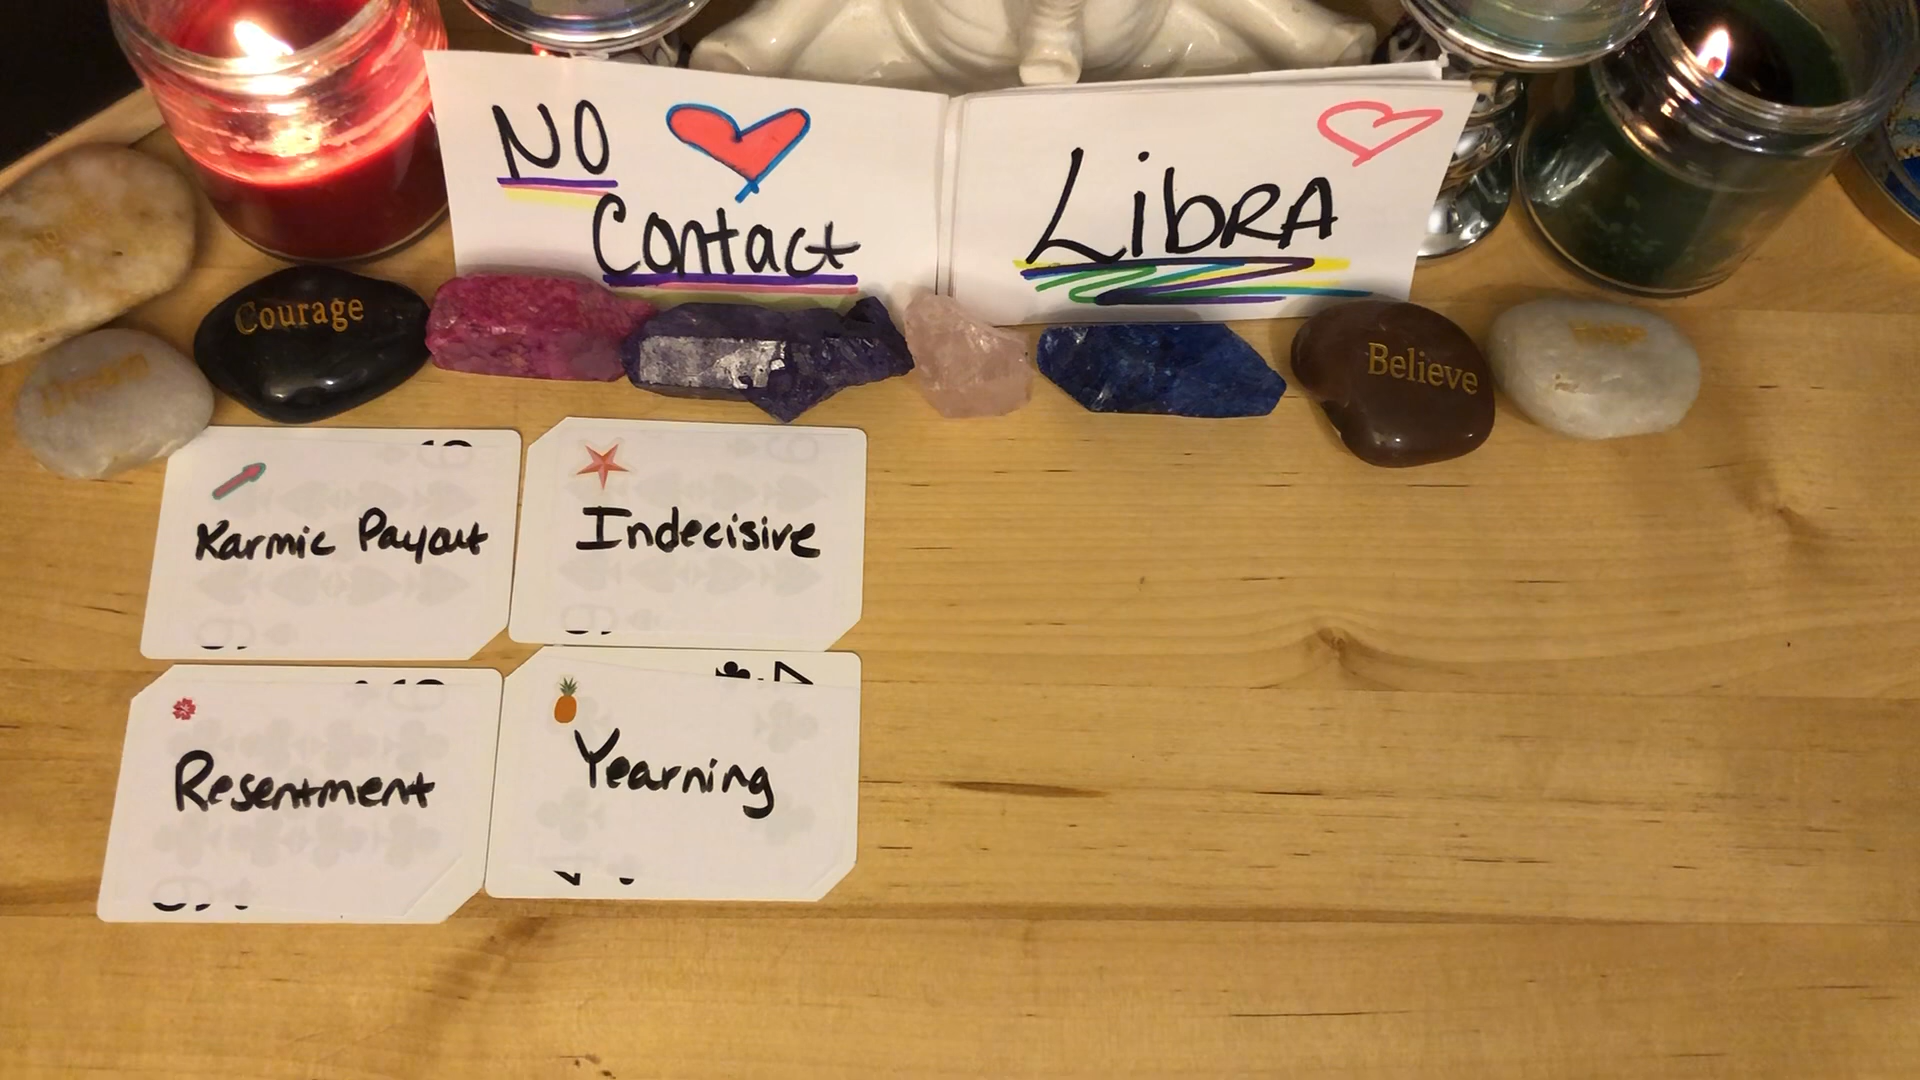 NO
Contact
LibRA
Courage
Believe
Karmic Payout
Indecisive
Resentment
Yearning